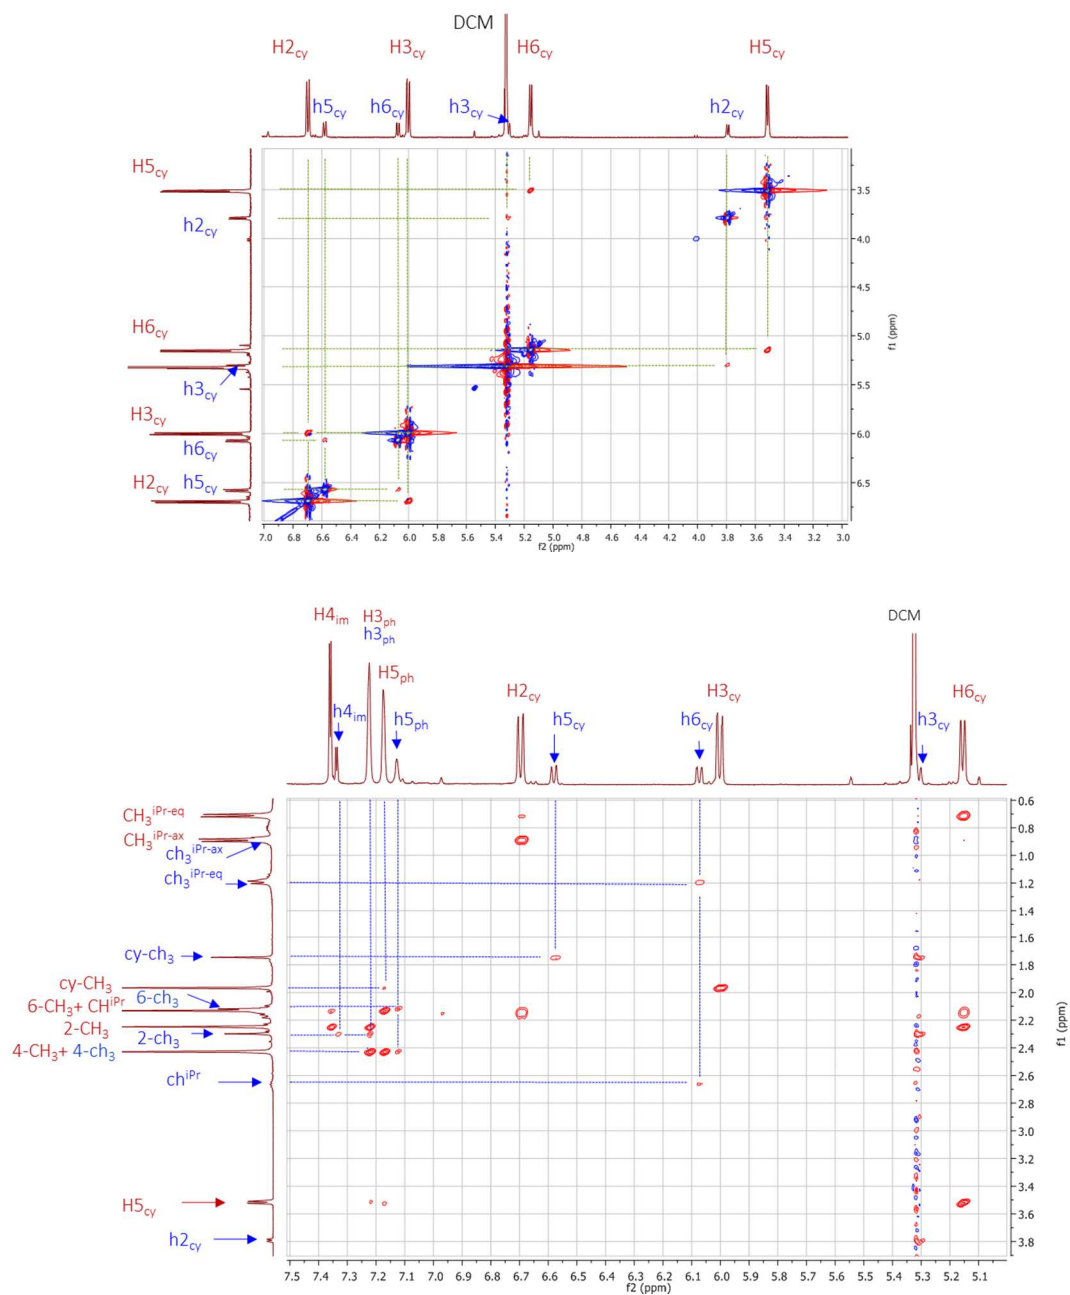 DCM
H2cy H3cy H6cy H5cy
h5cy h6cy h3cy h2cy
H5cy
h2cy
H6cy
h3cy
H3cy
h6cy
H2cy h5cy
3.5
4.0
4.5
5.0
5.5
6.0
6.5
f1 (ppm)
7.0 6.8 6.6 6.4 6.2 6.0 5.8 5.6 5.4 5.2 5.0 4.8 4.6 4.4 4.2 4.0 3.8 3.6 3.4 3.2 3.0
f2 (ppm)
H4im H3ph DCM
h3ph
H5ph
H2cy H3cy H6cy
h4im h5ph h5cy h6cy h3cy
CH3iPr-eq
CH3iPr-ax
ch3iPr-ax
ch3iPr-eq
cy-ch3
cy-CH3
6-ch3
6-CH3+ CHiPr
2-CH3
2-ch3
4-CH3+ 4-ch3
chiPr
H5cy
h2cy
0.6
0.8
1.0
1.2
1.4
1.6
1.8
2.0
2.2
2.4
2.6
2.8
3.0
3.2
3.4
3.6
3.8
f1 (ppm)
7.5 7.4 7.3 7.2 7.1 7.0 6.9 6.8 6.7 6.6 6.5 6.4 6.3 6.2 6.1 6.0 5.9 5.8 5.7 5.6 5.5 5.4 5.3 5.2 5.1
f2 (ppm)